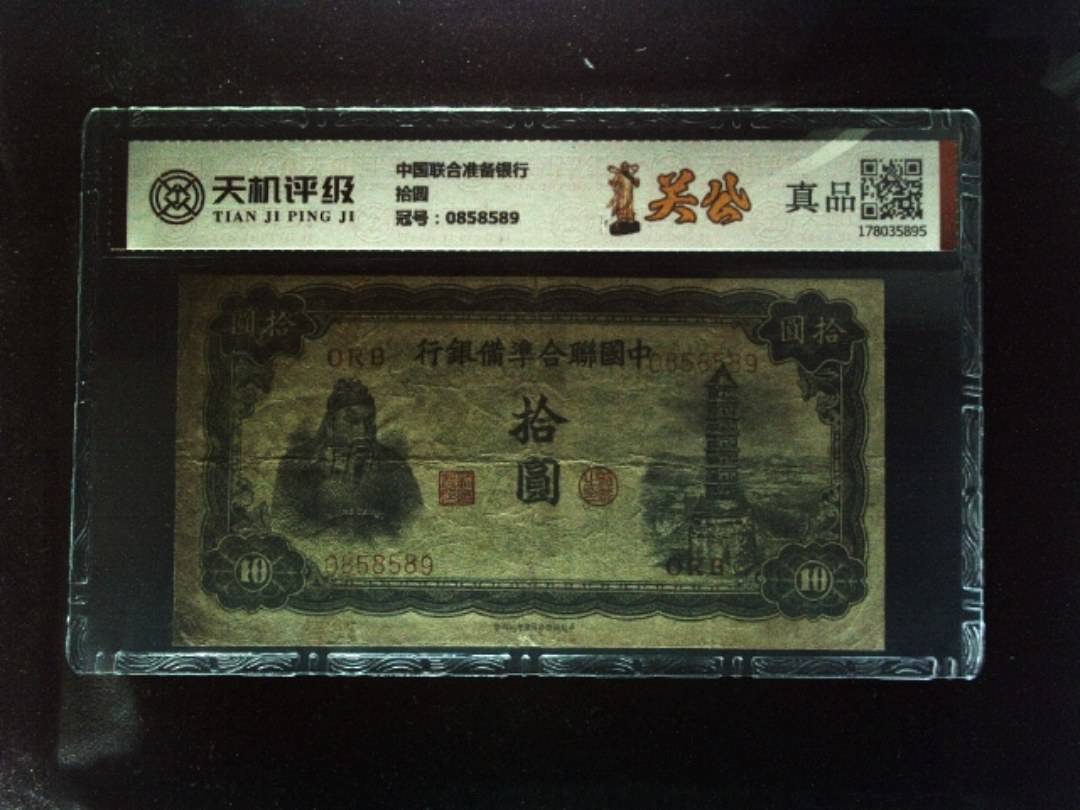 天机评级
TIAN JI PING JI
中国联合准备银行
拾圆
冠号：0858589
关公
真品
178035895
圓拾
圓拾
ORB
行銀備準合聯國中
0858589
拾
圓
0858589
ORB
10
10